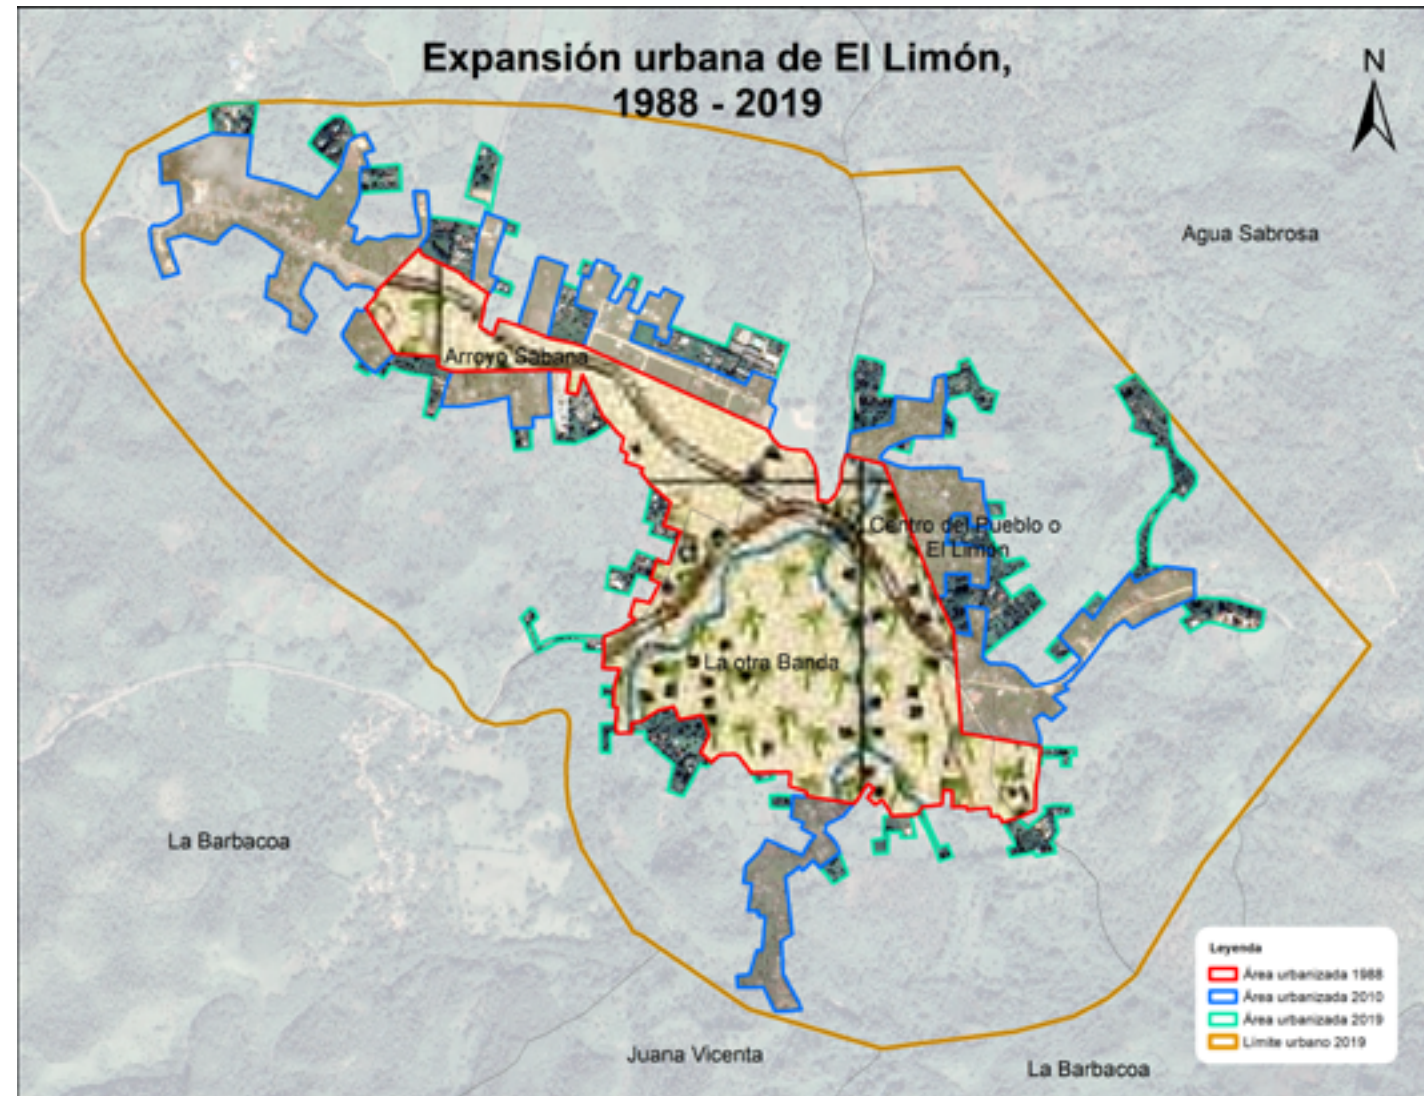 Expansión urbana de El Limón,
1988 - 2019
N
Agua Sabrosa
Arroyo Sabana
Centro del Pueblo o
El Limón
La otra Banda
La Barbacoa
Juana Vicenta
La Barbacoa
Leyenda
Área urbanizada 1988
Área urbanizada 2010
Área urbanizada 2019
Límite urbano 2019